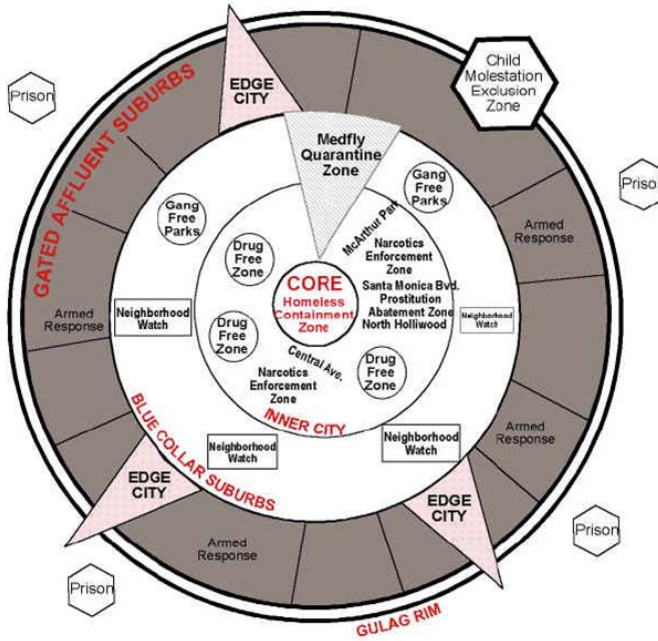 EDGE
CITY
Child
Molestation
Exclusion
Zone
Prison
GATED AFFLUENT SUBURBS
Medfly
Quarantine
Zone
Gang
Free
Parks
Gang
Free
Parks
Priso
McArthur Park
Armed
Response
Drug
Free
Zone
Narcotics
Enforcement
Zone
CORE
Homeless
Containment
Zone
Santa Monica Blvd.
Prostitution
Abatement Zone
North Holliwood
Armed
Response
Neighborhood
Watch
Neighborhood
Watch
Drug
Free
Zone
Central Ave.
Drug
Free
Zone
Narcotics
Enforcement
Zone
INNER CITY
BLUE COLLAR SUBURBS
Neighborhood
Watch
Neighborhood
Watch
Armed
Response
EDGE
CITY
EDGE
CITY
Armed
Response
Prison
Prison
GULAG RIM